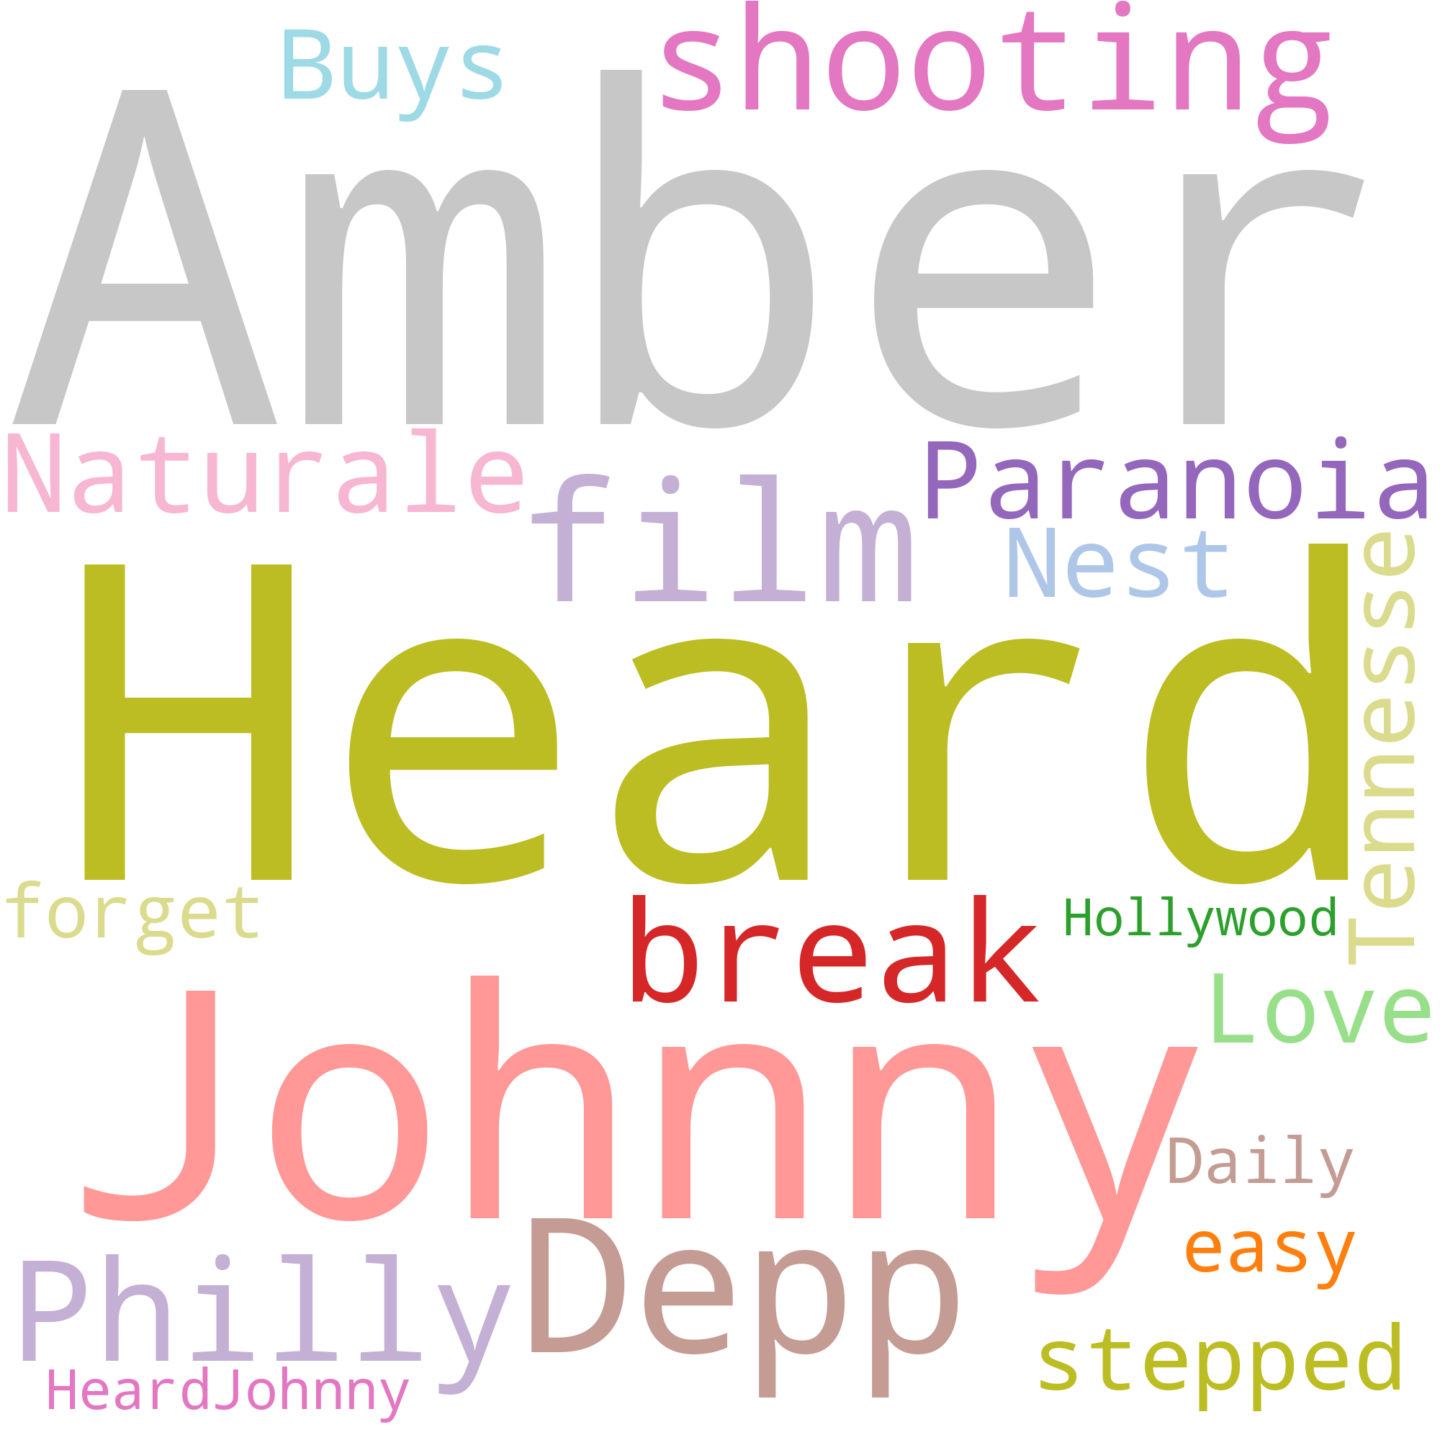 Buys
shooting
Amber
Naturale
film
Paranoia
Nest
Heard
Tennesse
forget
break
Hollywood
Love
Johnny
Daily
Philly
Depp
easy
stepped
HeardJohnny